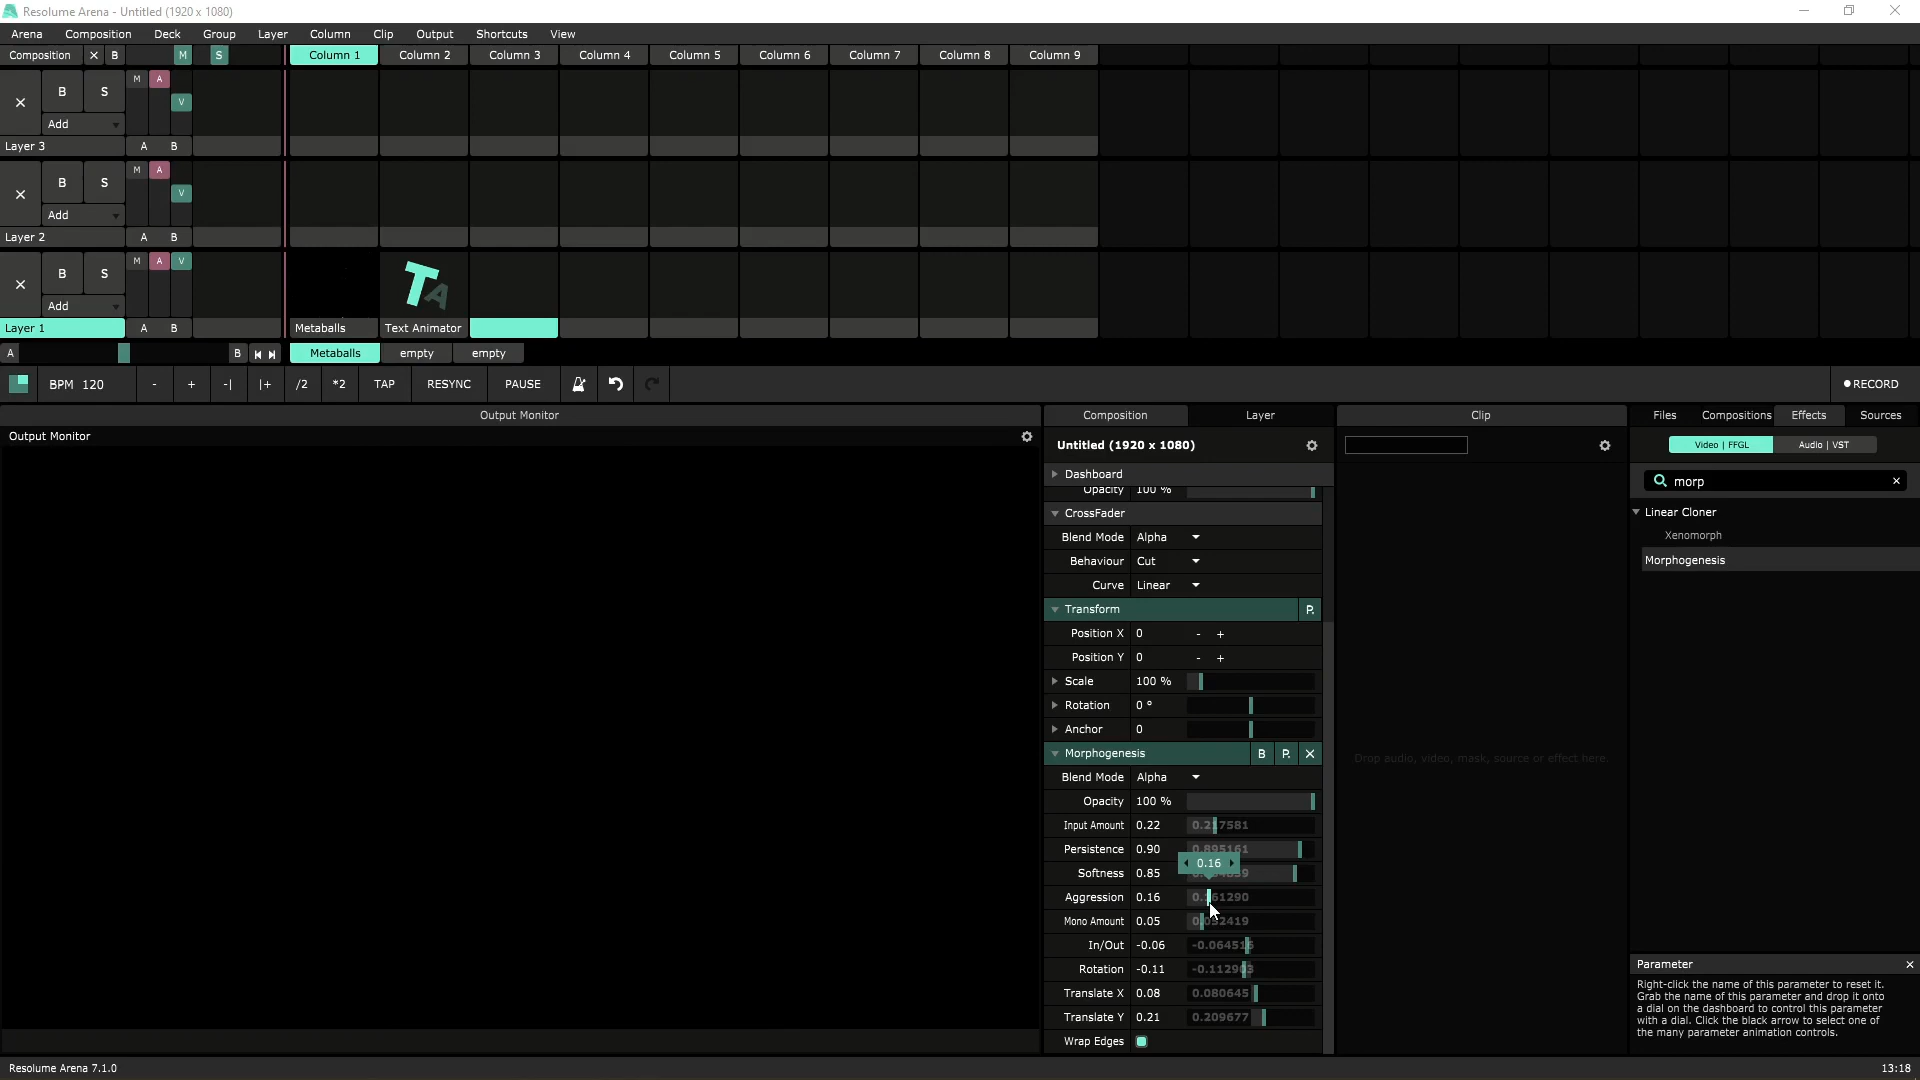 Resolume Arena - Untitled (1920 x 1080)
Arena Composition Deck Group Layer Column Clip Output Shortcuts View
Composition B M S Column 1 Column 2 Column 3 Column 4 Column 5 Column 6 Column 7 Column 8 Column 9
B S M A V
Add
Layer 3 A B
B S M A V
Add
Layer 2 A B
B S M A V
T A
Add
Layer 1 A B Metaballs Text Animator
A B Metaballs empty empty
BPM 120 - + -| |+ /2 *2 TAP RESYNC PAUSE RECORD
Output Monitor
Output Monitor
Composition Layer
Untitled (1920 x 1080)
Dashboard
Opacity 100 %
CrossFader
Blend Mode Alpha
Behaviour Cut
Curve Linear
Transform P.
Position X 0 - +
Position Y 0 - +
Scale 100 %
Rotation 0 °
Anchor 0
Morphogenesis B P. X
Blend Mode Alpha
Opacity 100 %
Input Amount 0.22 0.217581
Persistence 0.90 0.895161
0.16
Softness 0.85
Aggression 0.16 0.161290
Mono Amount 0.05 0.052419
In/Out -0.06 -0.064516
Rotation -0.11 -0.112903
Translate X 0.08 0.080645
Translate Y 0.21 0.209677
Wrap Edges
Clip
Drop audio, video, mask, source or effect here.
Files Compositions Effects Sources
Video | FFGL Audio | VST
morp
Linear Cloner
Xenomorph
Morphogenesis
Parameter
Right-click the name of this parameter to reset it.
Grab the name of this parameter and drop it onto
a dial on the dashboard to control this parameter
with a dial. Click the black arrow to select one of
the many parameter animation controls.
Resolume Arena 7.1.0 13:18